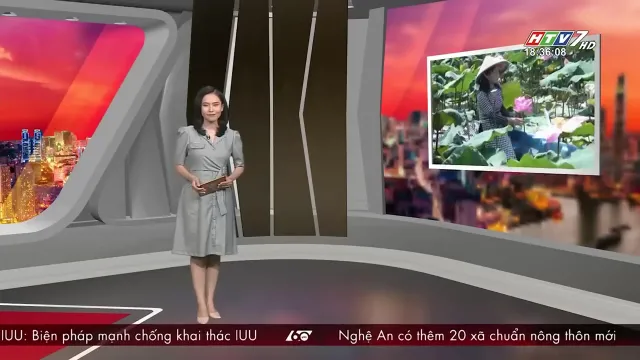 HTV7 HD
18:36:08
IUU: Biện pháp mạnh chống khai thác IUU 60 Nghệ An có thêm 20 xã chuẩn nông thôn mới